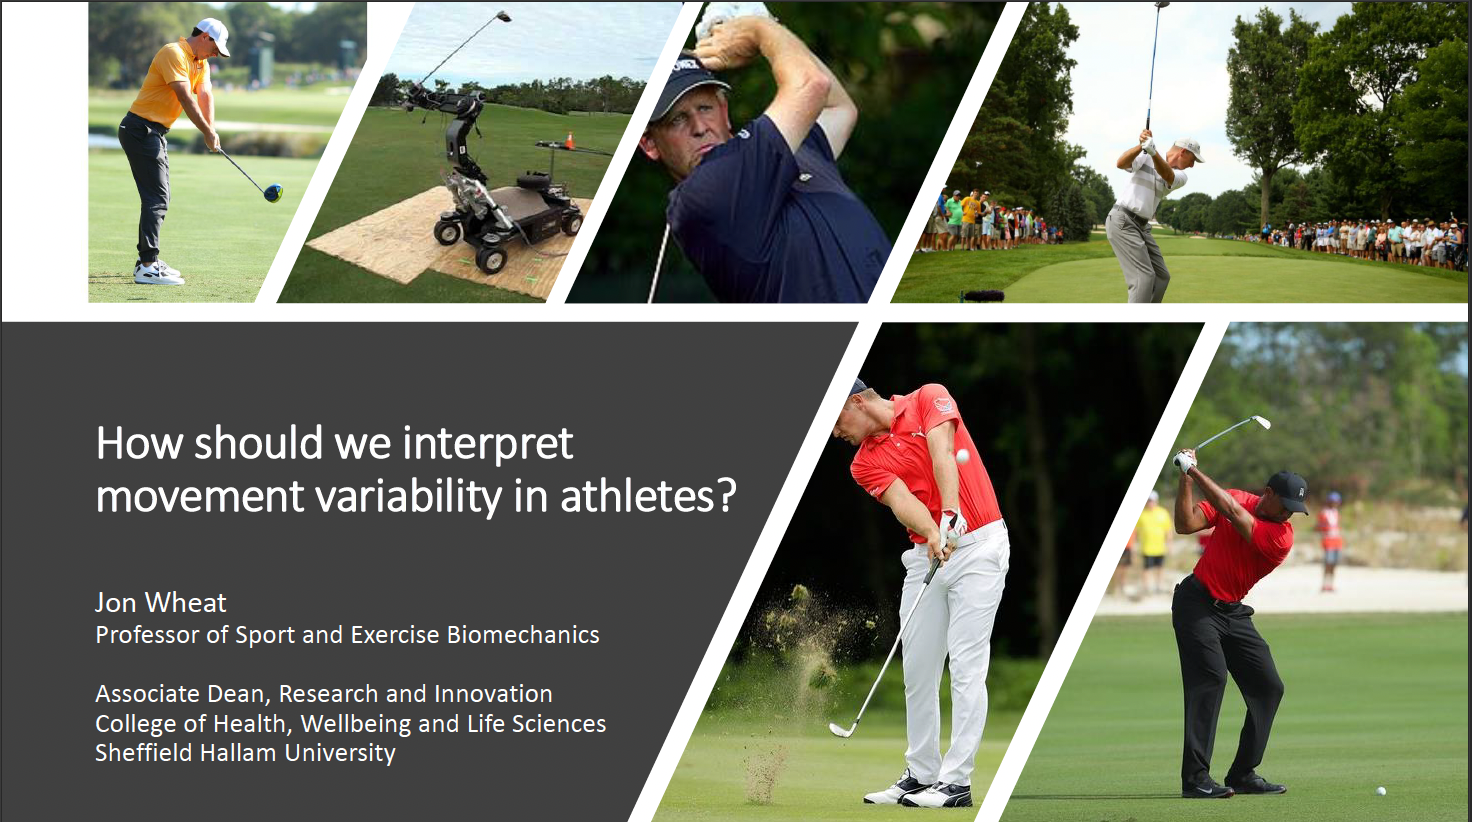 How should we interpret
movement variability in athletes?
Jon Wheat
Professor of Sport and Exercise Biomechanics
Associate Dean, Research and Innovation
College of Health, Wellbeing and Life Sciences
Sheffield Hallam University